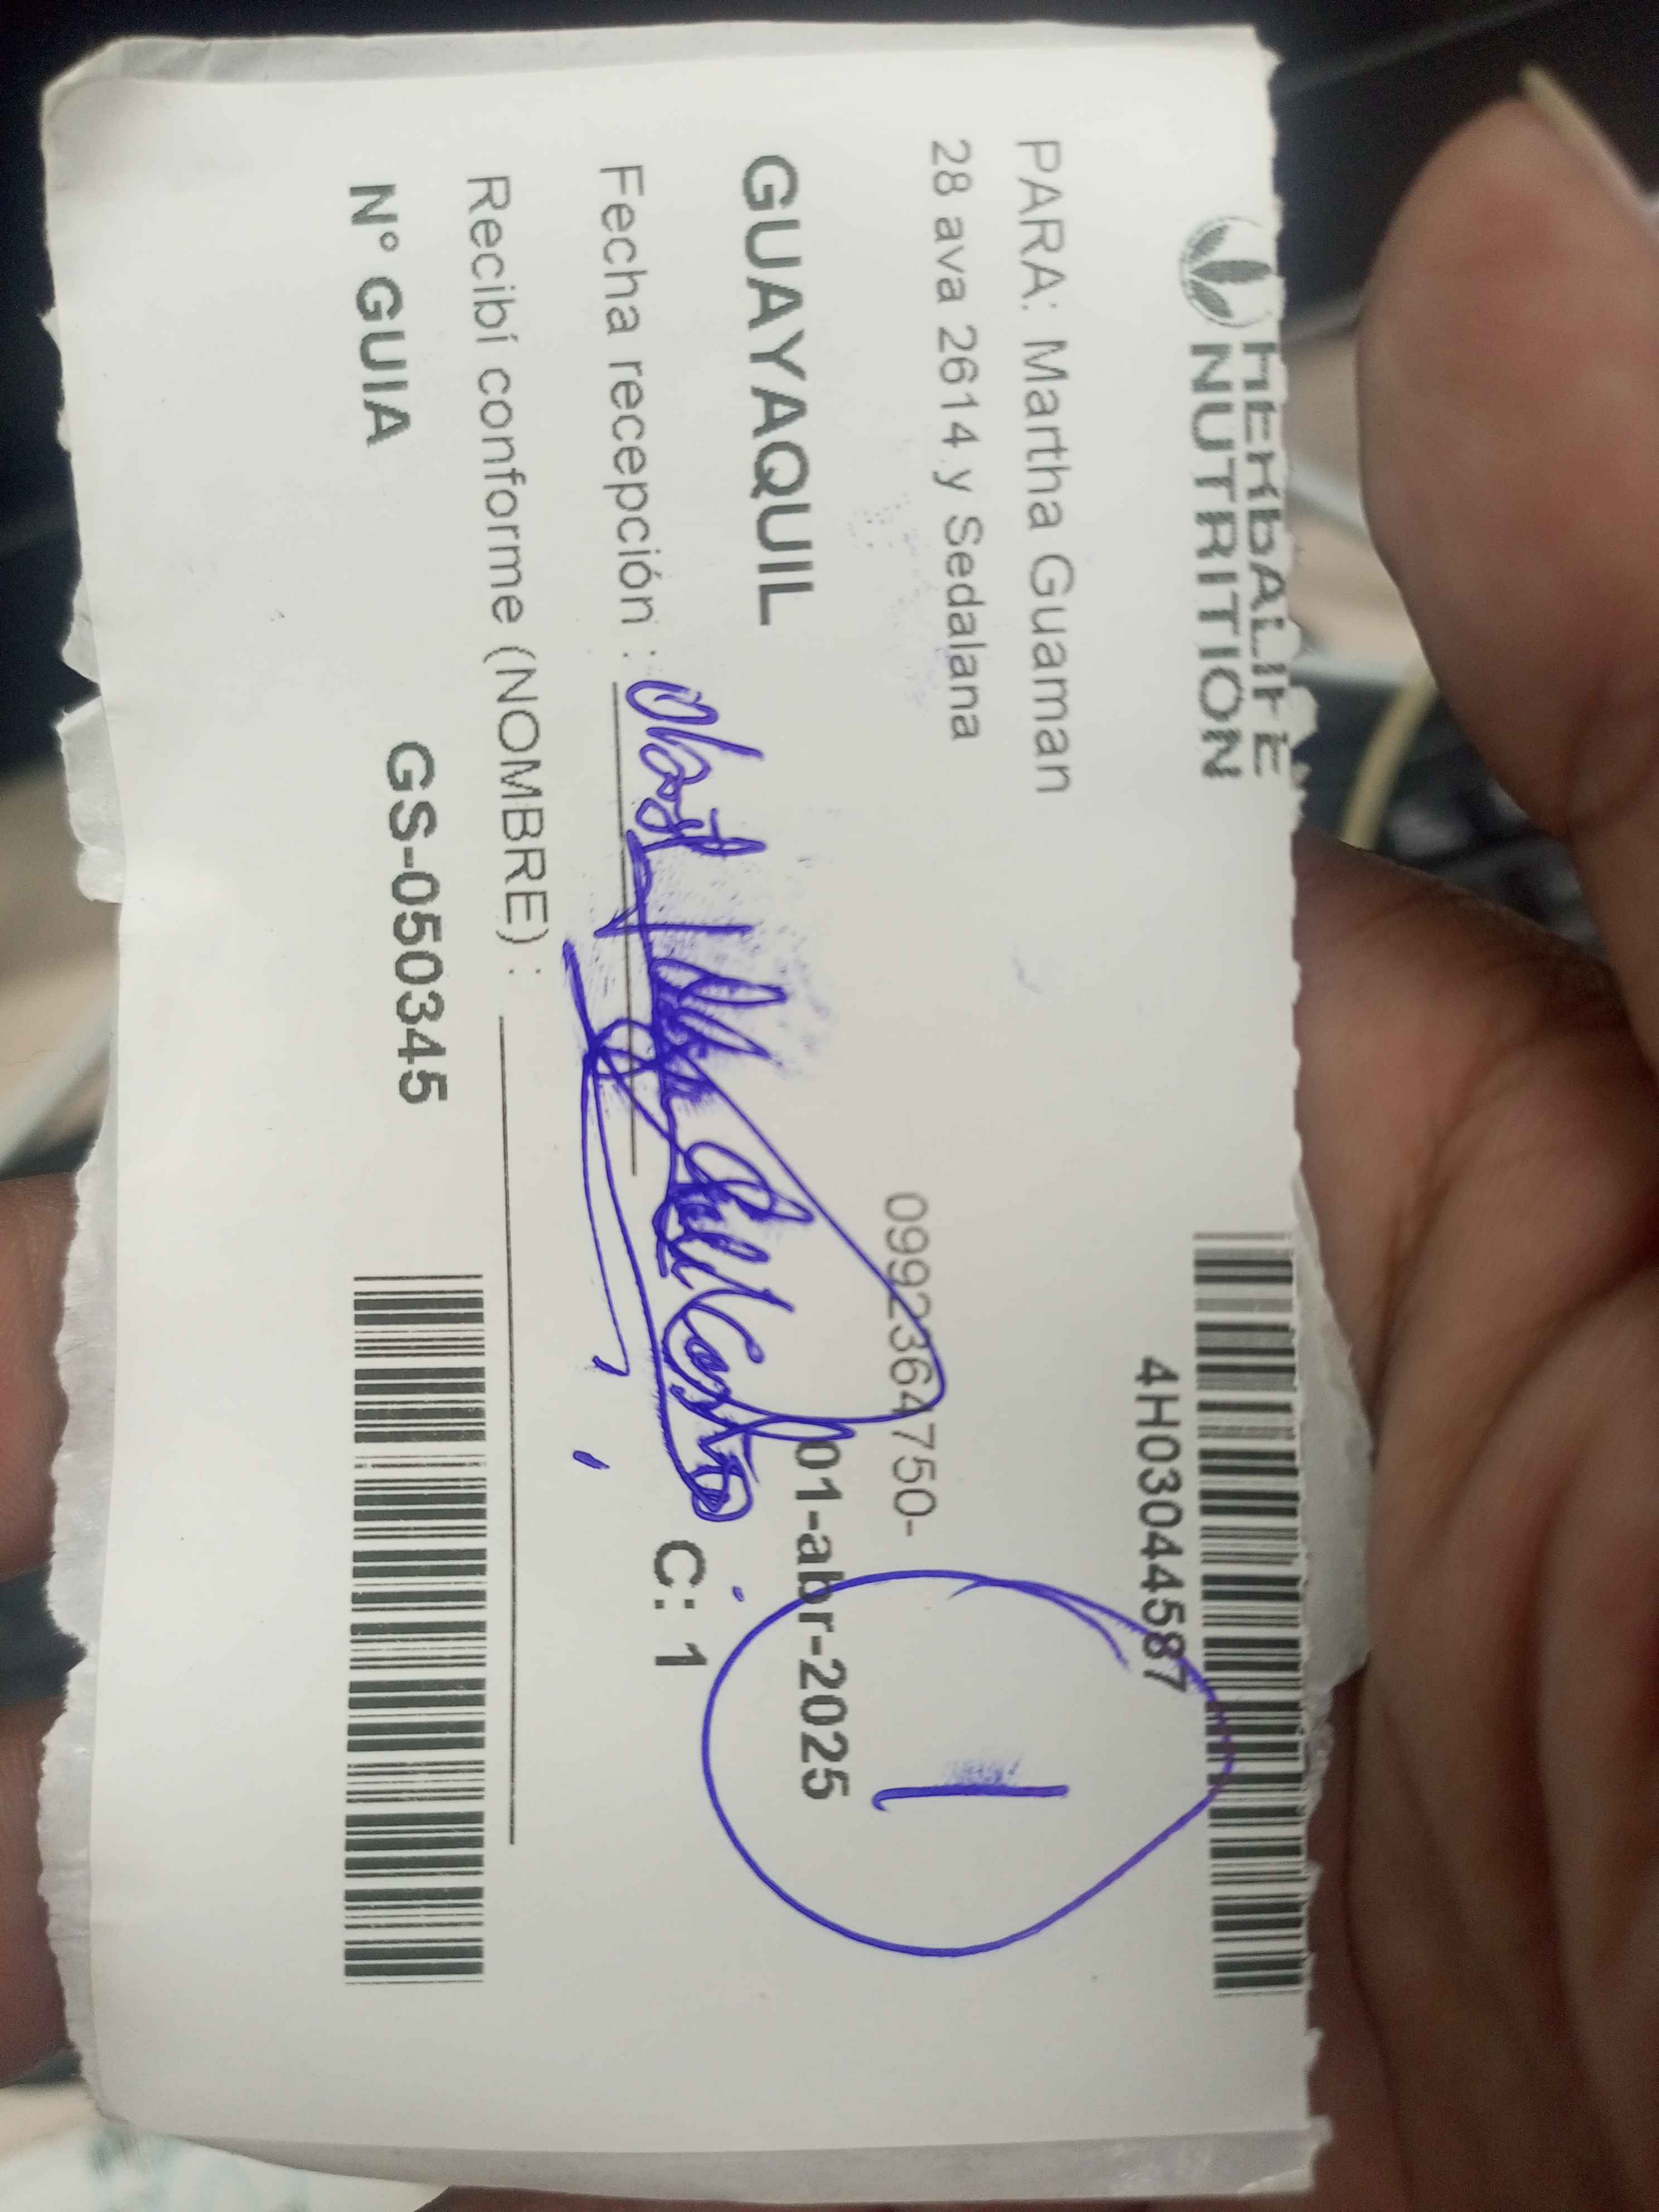 HERBALIFE
NUTRITION
4H03044587
PARA: Martha Guaman
28 ava 2614 y Sedalana
0992364750-
GUAYAQUIL
01-abr-2025
1
Fecha recepción :
C: 1
Recibí conforme (NOMBRE) :
N° GUIA
GS-050345